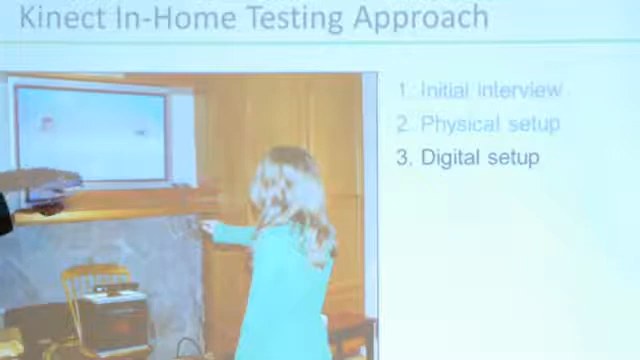 Kinect In-Home Testing Approach
1. Initial interview
2. Physical setup
3. Digital setup